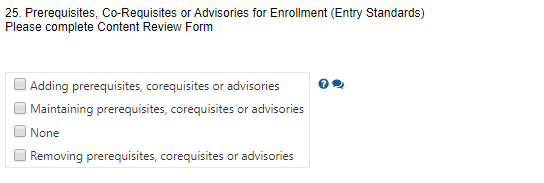 25. Prerequisites, Co-Requisites or Advisories for Enrollment (Entry Standards)
Please complete Content Review Form
Adding prerequisites, corequisites or advisories
Maintaining prerequisites, corequisites or advisories
None
Removing prerequisites, corequisites or advisories